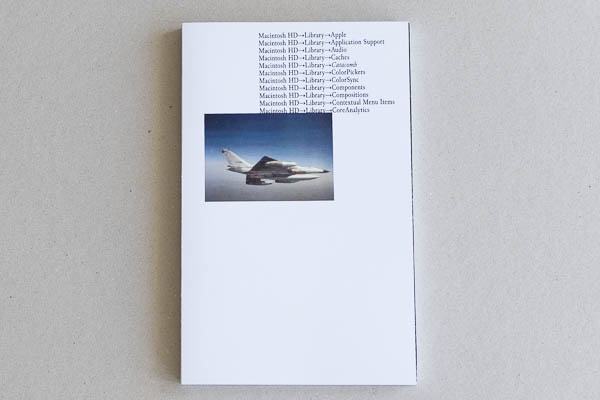 Macintosh HD→Library→Apple
Macintosh HD→Library→Application Support
Macintosh HD→Library→Audio
Macintosh HD→Library→Caches
Macintosh HD→Library→Catacomb
Macintosh HD→Library→ColorPickers
Macintosh HD→Library→ColorSync
Macintosh HD→Library→Components
Macintosh HD→Library→Compositions
Macintosh HD→Library→Contextual Menu Items
Macintosh HD→Library→CoreAnalytics